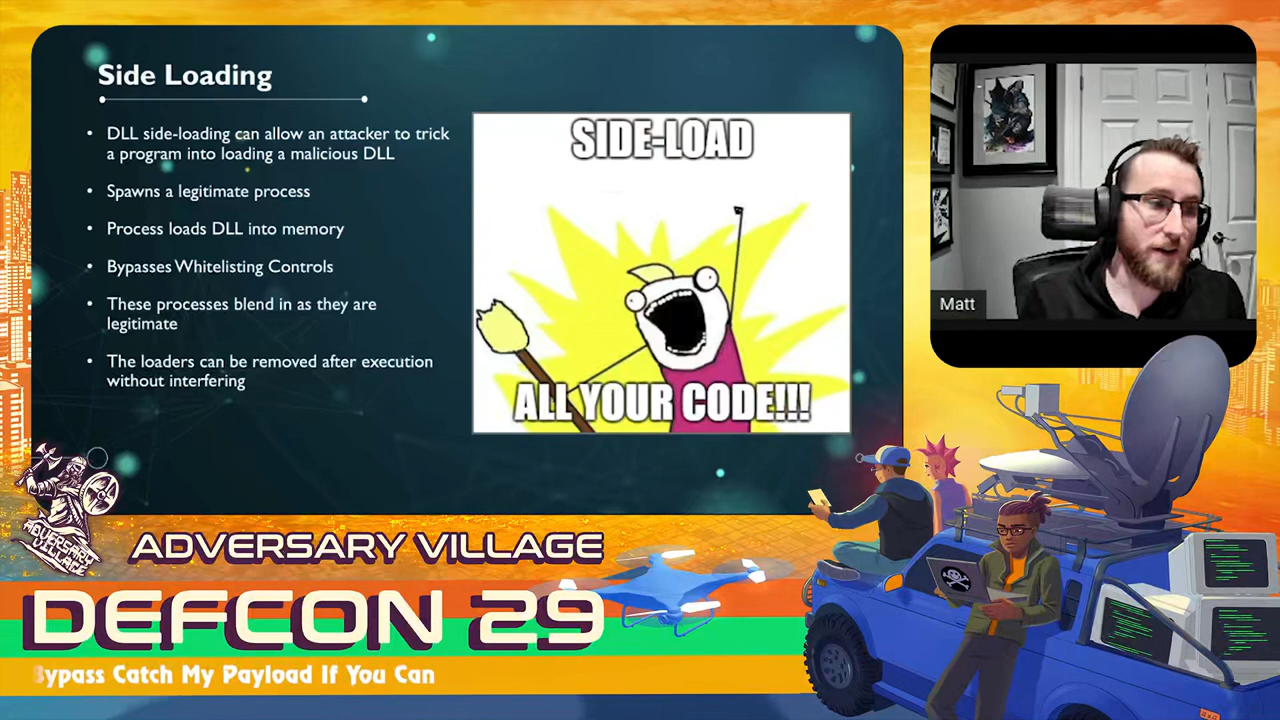 Side Loading
• DLL side-loading can allow an attacker to trick
a program into loading a malicious DLL
• Spawns a legitimate process
• Process loads DLL into memory
• Bypasses Whitelisting Controls
• These processes blend in as they are
legitimate
• The loaders can be removed after execution
without interfering
SIDE-LOAD
ALL YOUR CODE!!!
Matt
ADVERSARY VILLAGE
ADVERSARY VILLAGE
DEFCON 29
Bypass Catch My Payload If You Can